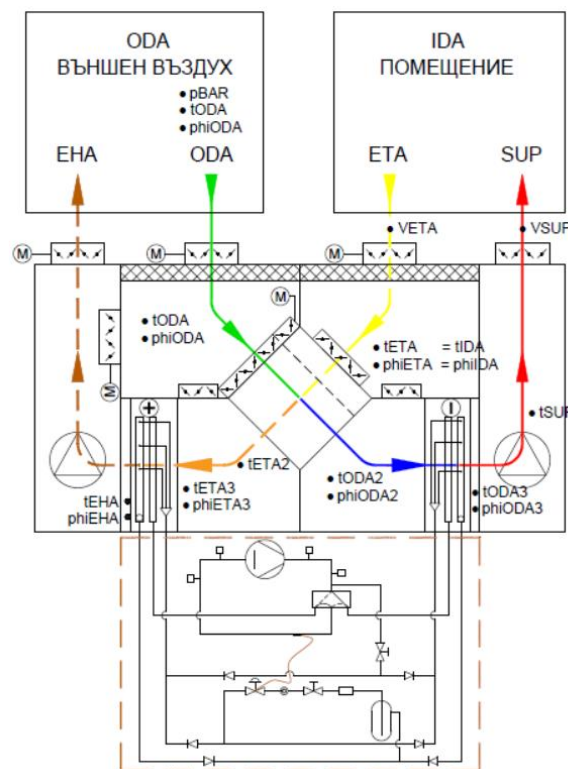 ODA
ВЪНШЕН ВЪЗДУХ
• pBAR
• tODA
• phiODA
EHA
ODA
IDA
ПОМЕЩЕНИЕ
ETA
SUP
• VETA
• VSUP
M
M
M
M
M
M
• tODA
• phiODA
• tETA = tIDA
• phiETA = phiIDA
+
−
• tSUP
• tETA2
• tODA2
• phiODA2
• tETA3
• phiETA3
• tODA3
• phiODA3
tEHA •
phiEHA •